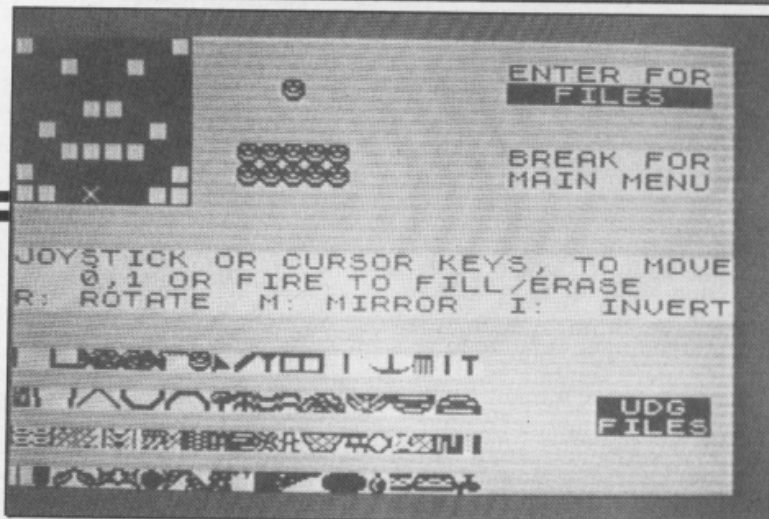 ENTER FOR
FILES
BREAK FOR
MAIN MENU
JOYSTICK OR CURSOR KEYS, TO MOVE
0,1 OR FIRE TO FILL/ERASE
R: ROTATE M: MIRROR I: INVERT
UDG
FILES